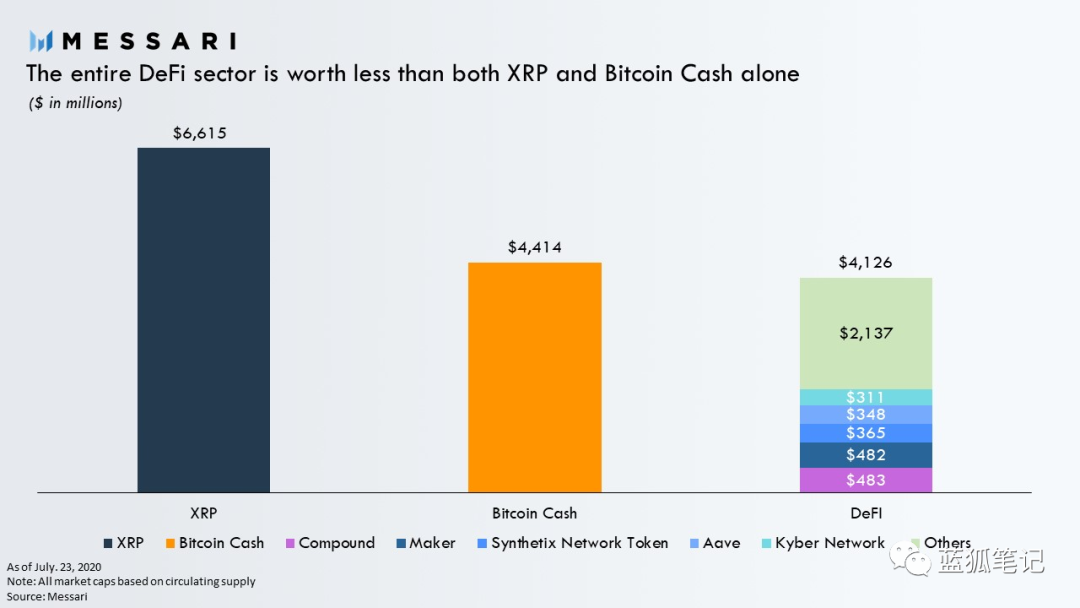 MESSARI
The entire DeFi sector is worth less than both XRP and Bitcoin Cash alone
($ in millions)
$6,615
$4,414
$4,126
$2,137
$311
$348
$365
$482
$483
XRP
Bitcoin Cash
DeFI
XRP Bitcoin Cash Compound Maker Synthetix Network Token Aave Kyber Network Others
蓝狐笔记
As of July. 23, 2020
Note: All market caps based on circulating supply
Source: Messari